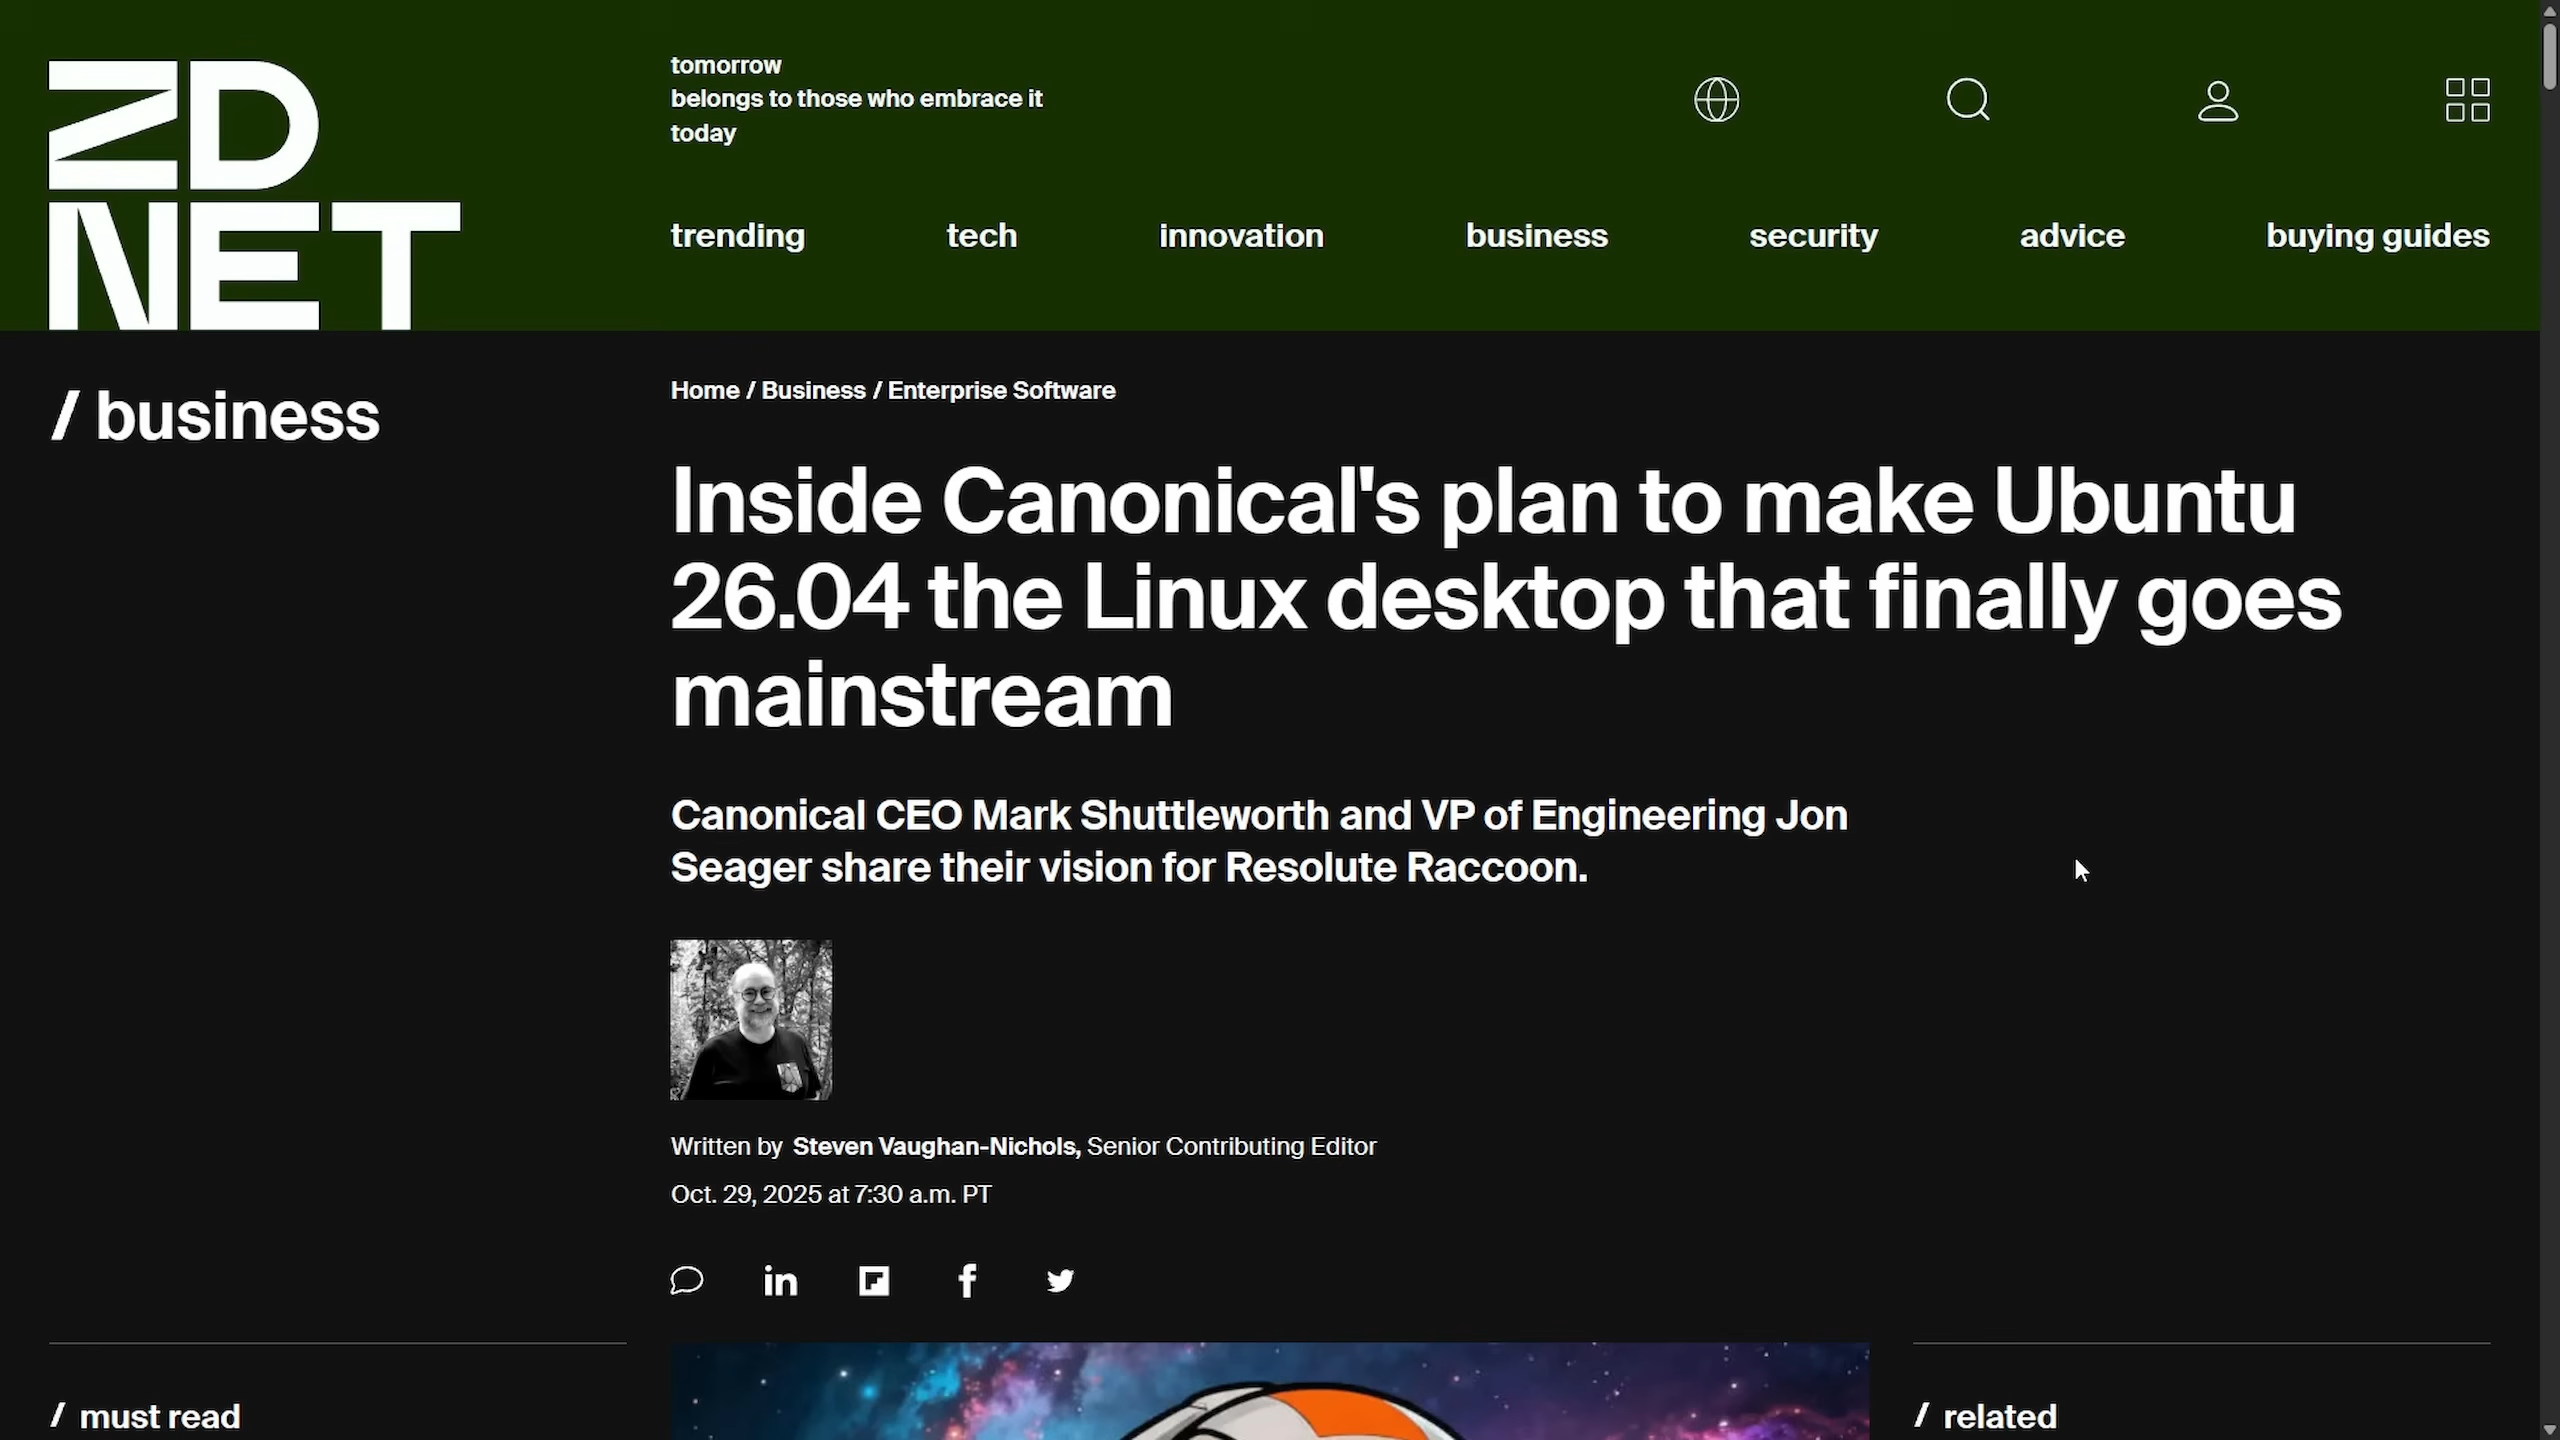 ZD
NET
tomorrow
belongs to those who embrace it
today
trending tech innovation business security advice buying guides
/ business
Home / Business / Enterprise Software
Inside Canonical's plan to make Ubuntu
26.04 the Linux desktop that finally goes
mainstream
Canonical CEO Mark Shuttleworth and VP of Engineering Jon
Seager share their vision for Resolute Raccoon.
Written by Steven Vaughan-Nichols, Senior Contributing Editor
Oct. 29, 2025 at 7:30 a.m. PT
in
f
/ must read
/ related